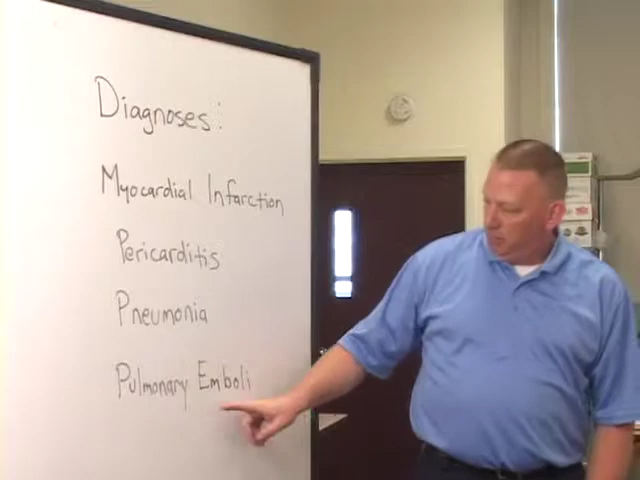 Diagnoses:
Myocardial Infarction
Pericarditis
Pneumonia
Pulmonary Emboli